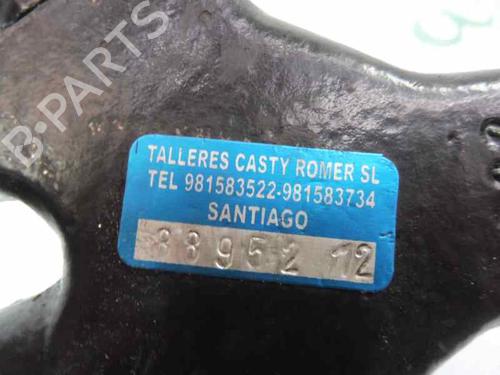 B-PARTS
TALLERES CASTY ROMER SL
TEL 981583522-981583734
SANTIAGO
88952 12